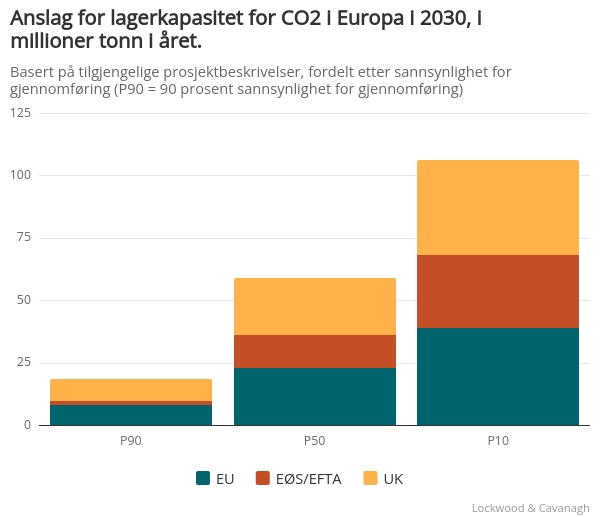 Anslag for lagerkapasitet for CO2 i Europa i 2030, i
millioner tonn i året.
Basert på tilgjengelige prosjektbeskrivelser, fordelt etter sannsynlighet for
gjennomføring (P90 = 90 prosent sannsynlighet for gjennomføring)
125
100
75
50
25
0
P90 P50 P10
EU EØS/EFTA UK
Lockwood & Cavanagh